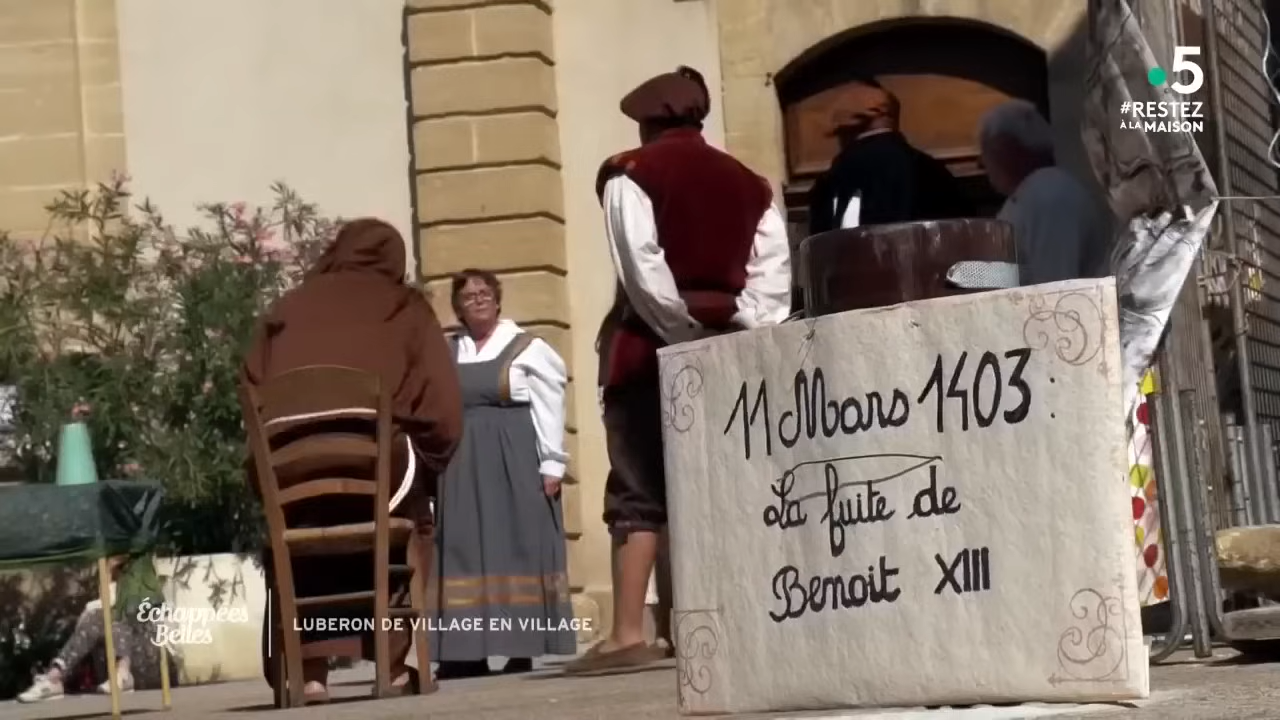 5
#RESTEZ
À LA MAISON
11 Mars 1403 :
La fuite de
Benoit XIII
Échappées
Belles
LUBERON DE VILLAGE EN VILLAGE